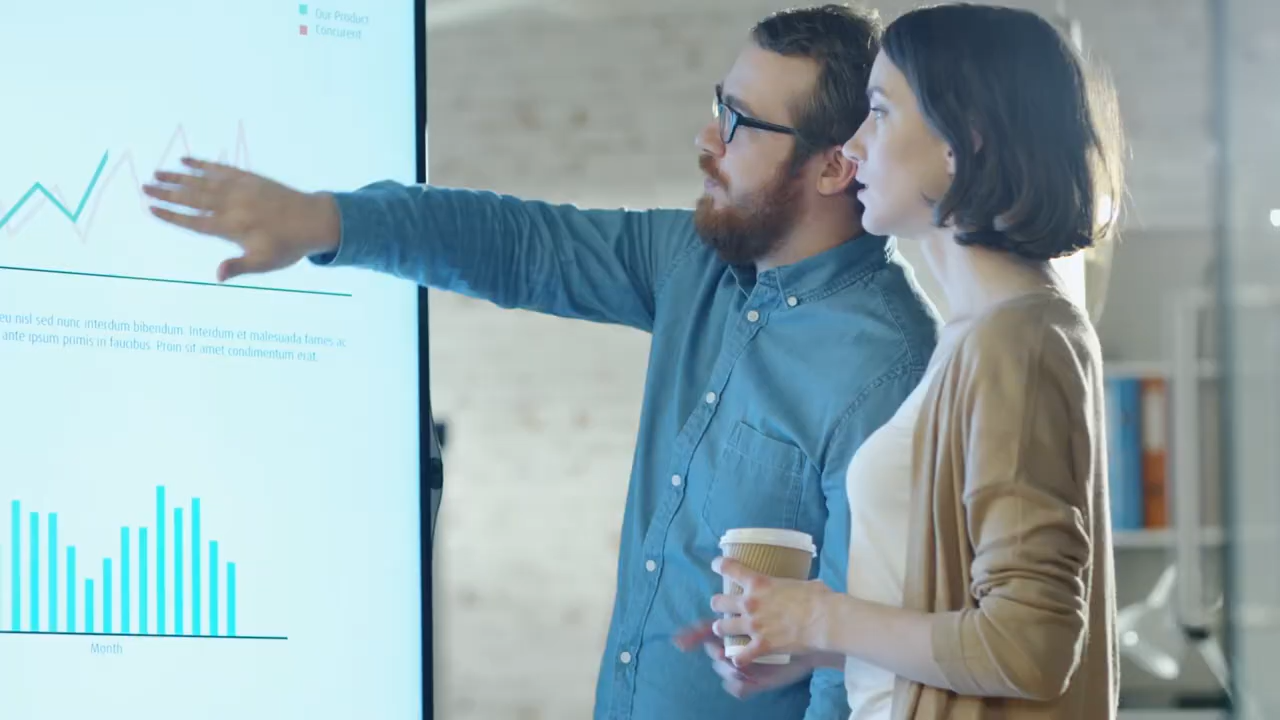 Our Product
Concurent
eu nisl sed nunc interdum bibendum. Interdum et malesuada fames ac
ante ipsum primis in faucibus. Proin sit amet condimentum erat.
Month